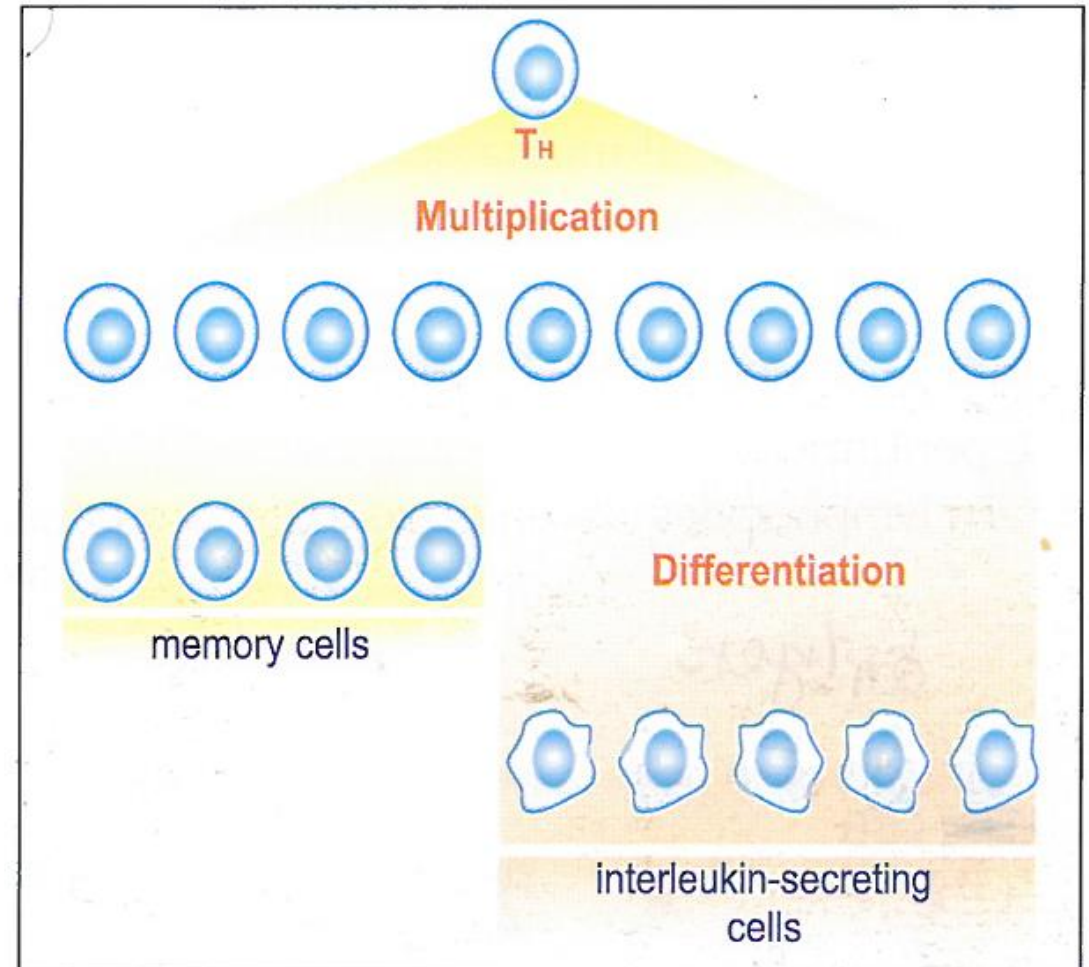 TH
Multiplication
Differentiation
memory cells
interleukin-secreting
cells